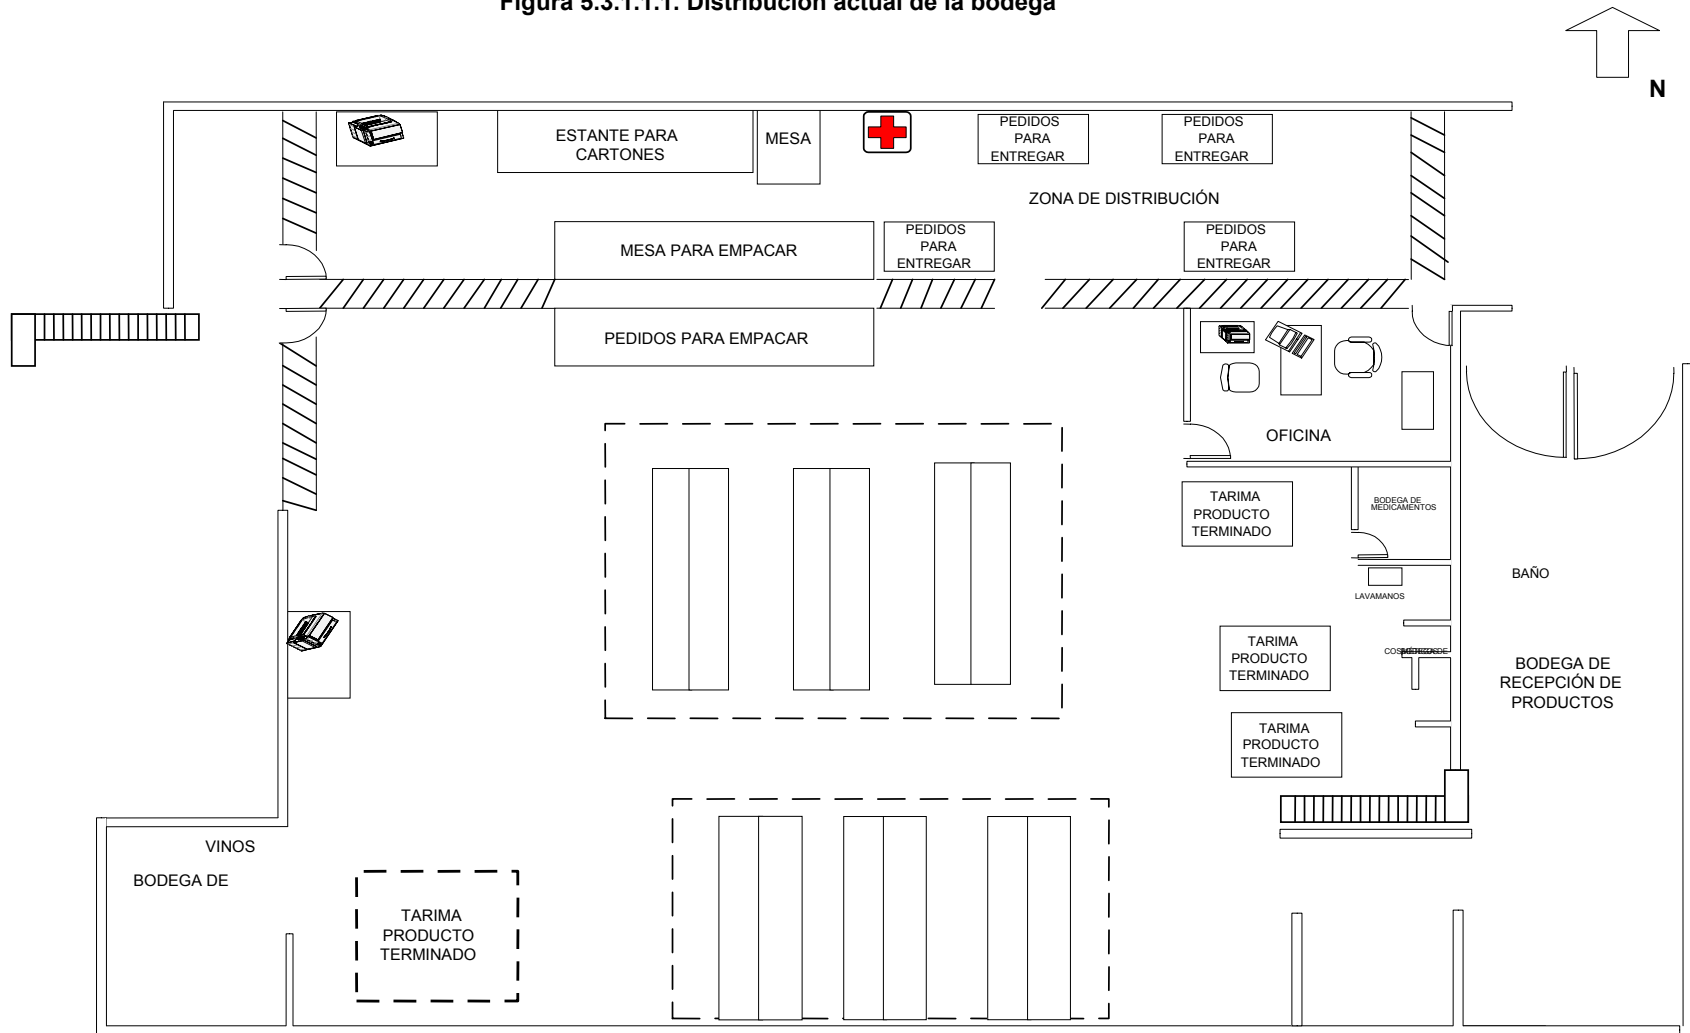 Figura 5.3.1.1.1. Distribución actual de la bodega
N
ESTANTE PARA
CARTONES
MESA
PEDIDOS
PARA
ENTREGAR
PEDIDOS
PARA
ENTREGAR
ZONA DE DISTRIBUCIÓN
MESA PARA EMPACAR
PEDIDOS
PARA
ENTREGAR
PEDIDOS
PARA
ENTREGAR
PEDIDOS PARA EMPACAR
OFICINA
TARIMA
PRODUCTO
TERMINADO
BODEGA DE
MEDICAMENTOS
BAÑO
LAVAMANOS
TARIMA
PRODUCTO
TERMINADO
BODEGA DE
RECEPCIÓN DE
PRODUCTOS
TARIMA
PRODUCTO
TERMINADO
VINOS
BODEGA DE
TARIMA
PRODUCTO
TERMINADO